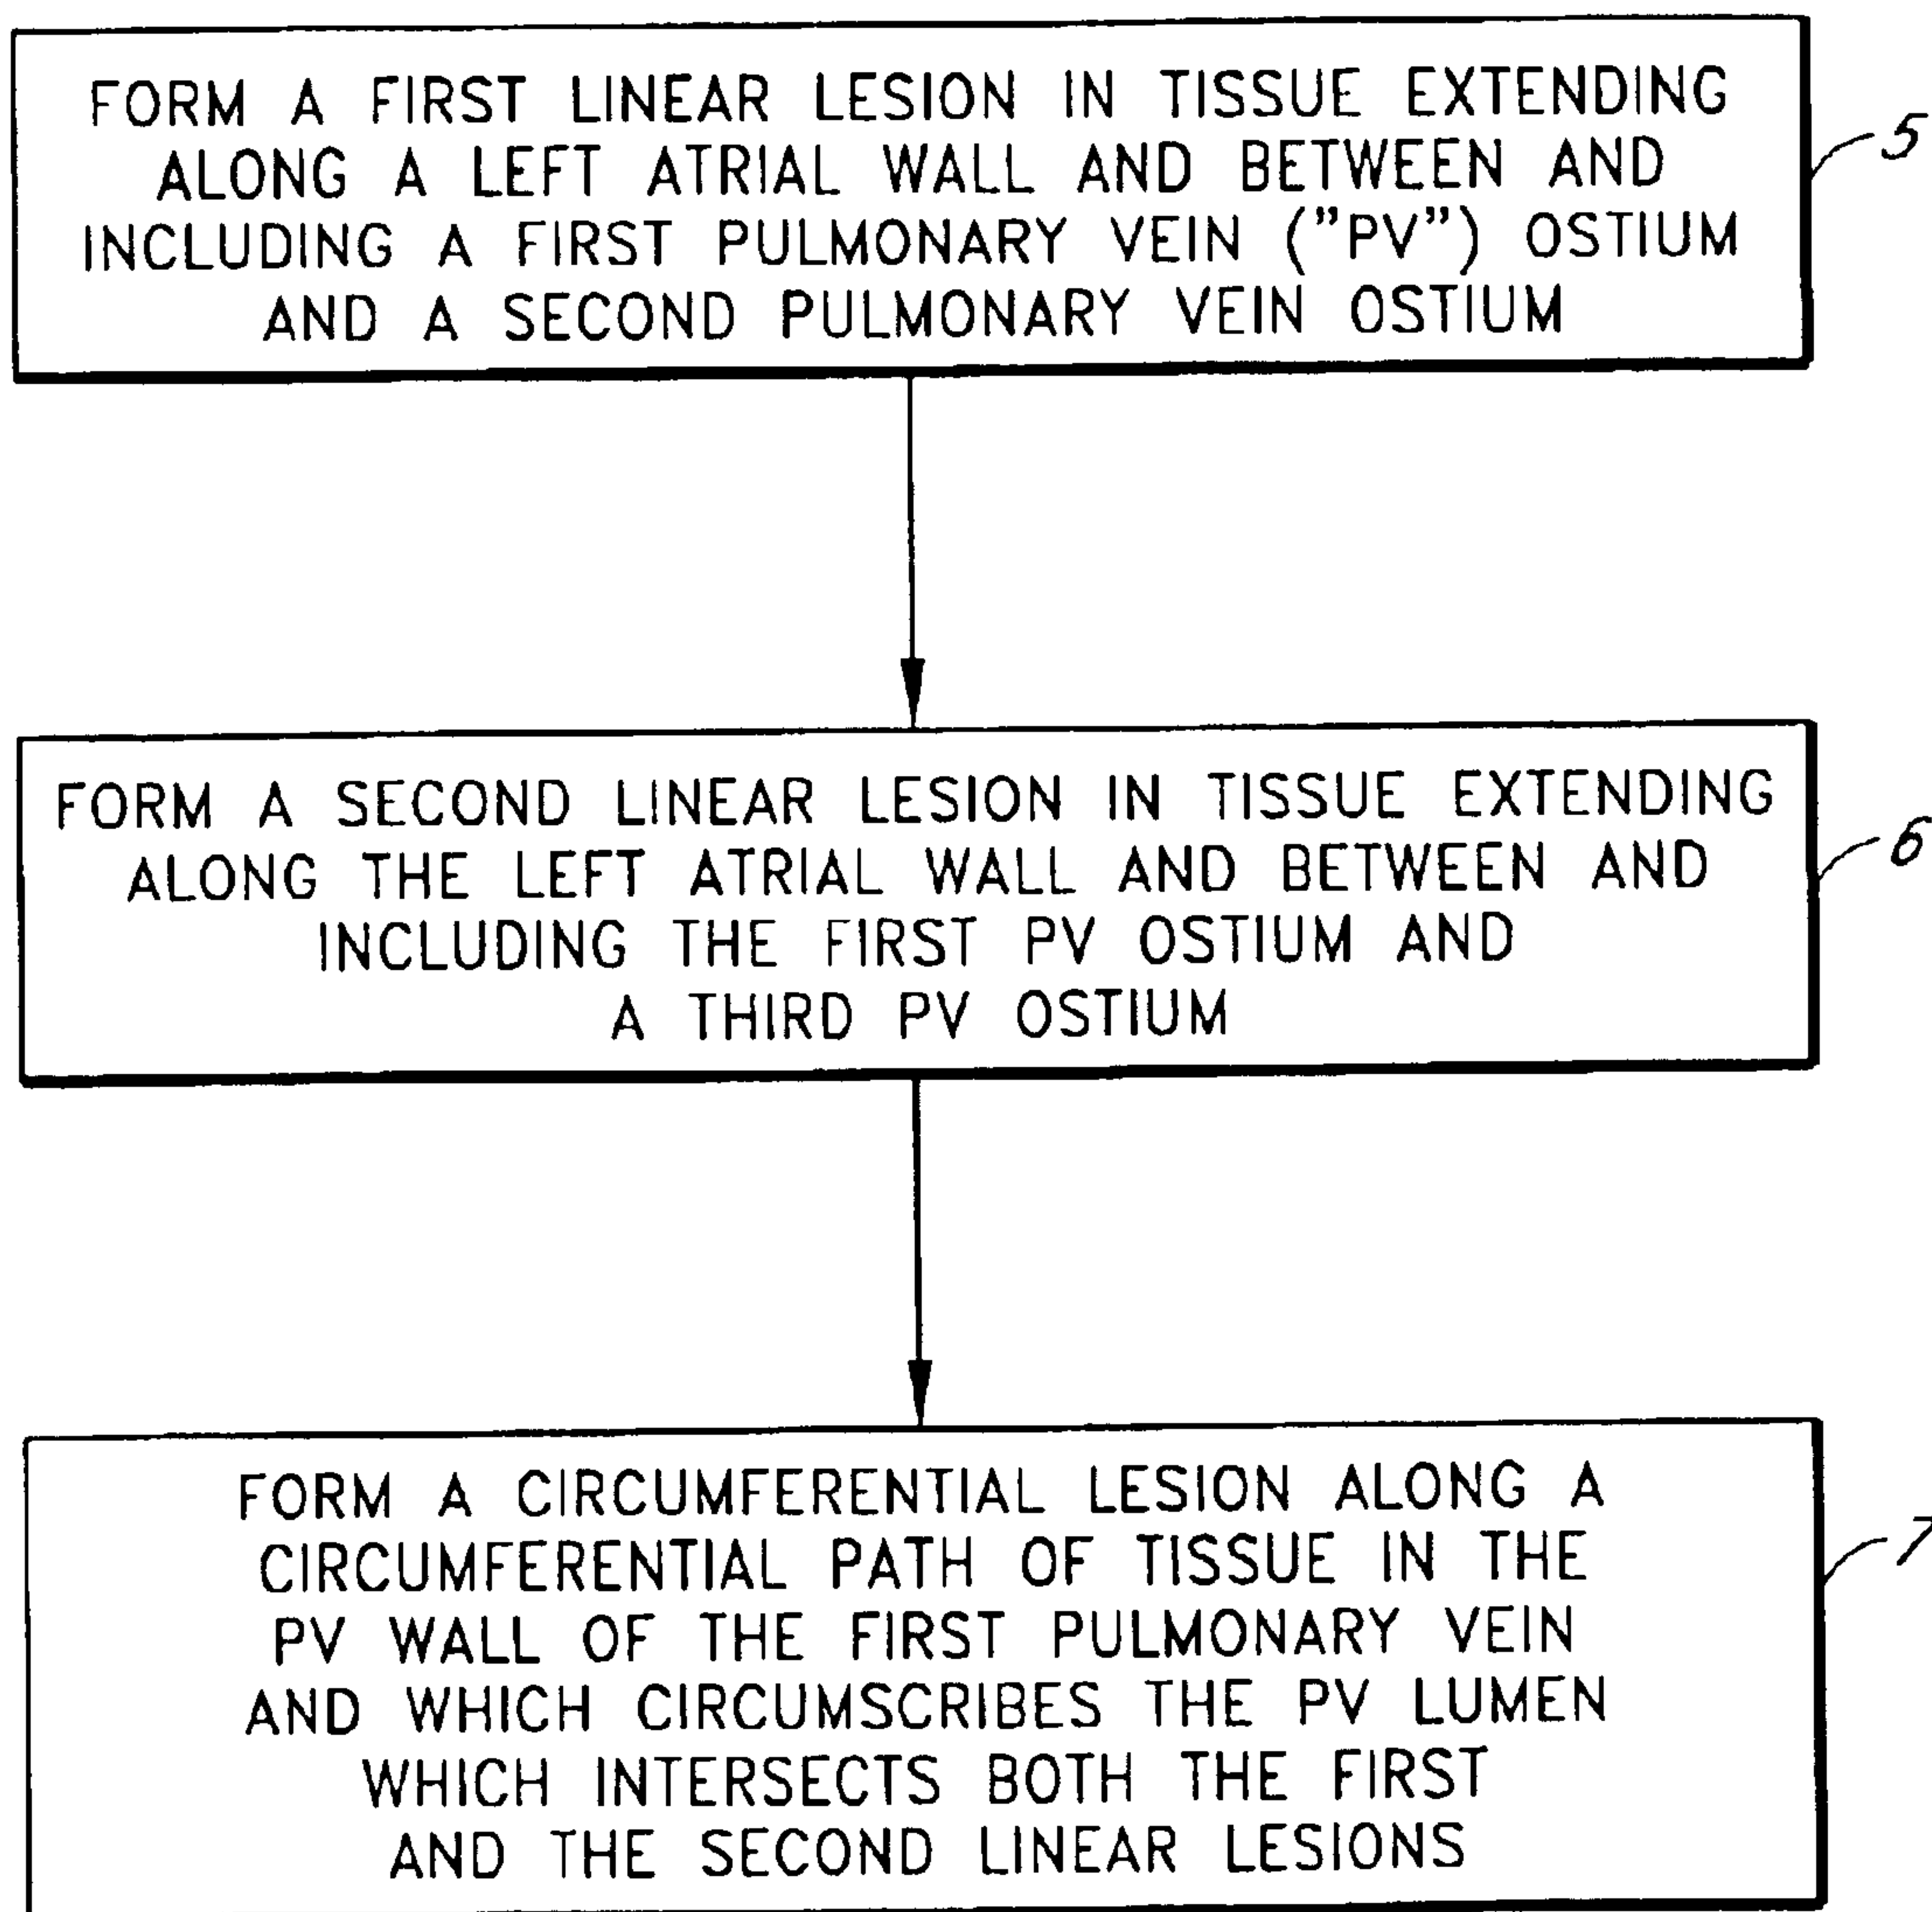 FORM A FIRST LINEAR LESION IN TISSUE EXTENDING
ALONG A LEFT ATRIAL WALL AND BETWEEN AND
INCLUDING A FIRST PULMONARY VEIN (”PV”) OSTIUM
AND A SECOND PULMONARY VEIN OSTIUM
5
FORM A SECOND LINEAR LESION IN TISSUE EXTENDING
ALONG THE LEFT ATRIAL WALL AND BETWEEN AND
INCLUDING THE FIRST PV OSTIUM AND
A THIRD PV OSTIUM
6
FORM A CIRCUMFERENTIAL LESION ALONG A
CIRCUMFERENTIAL PATH OF TISSUE IN THE
PV WALL OF THE FIRST PULMONARY VEIN
AND WHICH CIRCUMSCRIBES THE PV LUMEN
WHICH INTERSECTS BOTH THE FIRST
AND THE SECOND LINEAR LESIONS
7